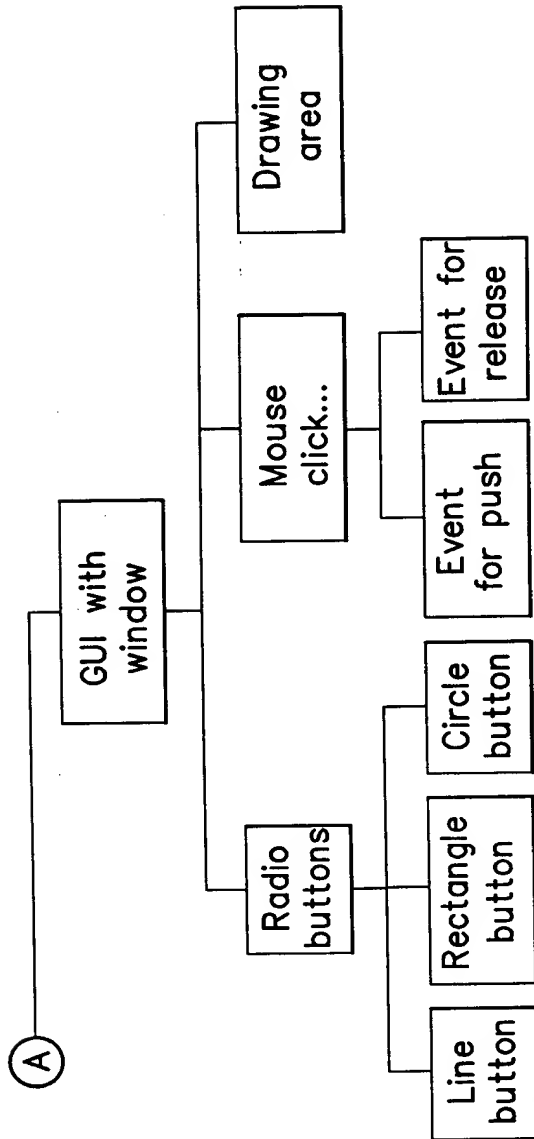 A
GUI with
window
Radio
buttons
Mouse
click...
Drawing
area
Line
button
Rectangle
button
Circle
button
Event
for push
Event for
release